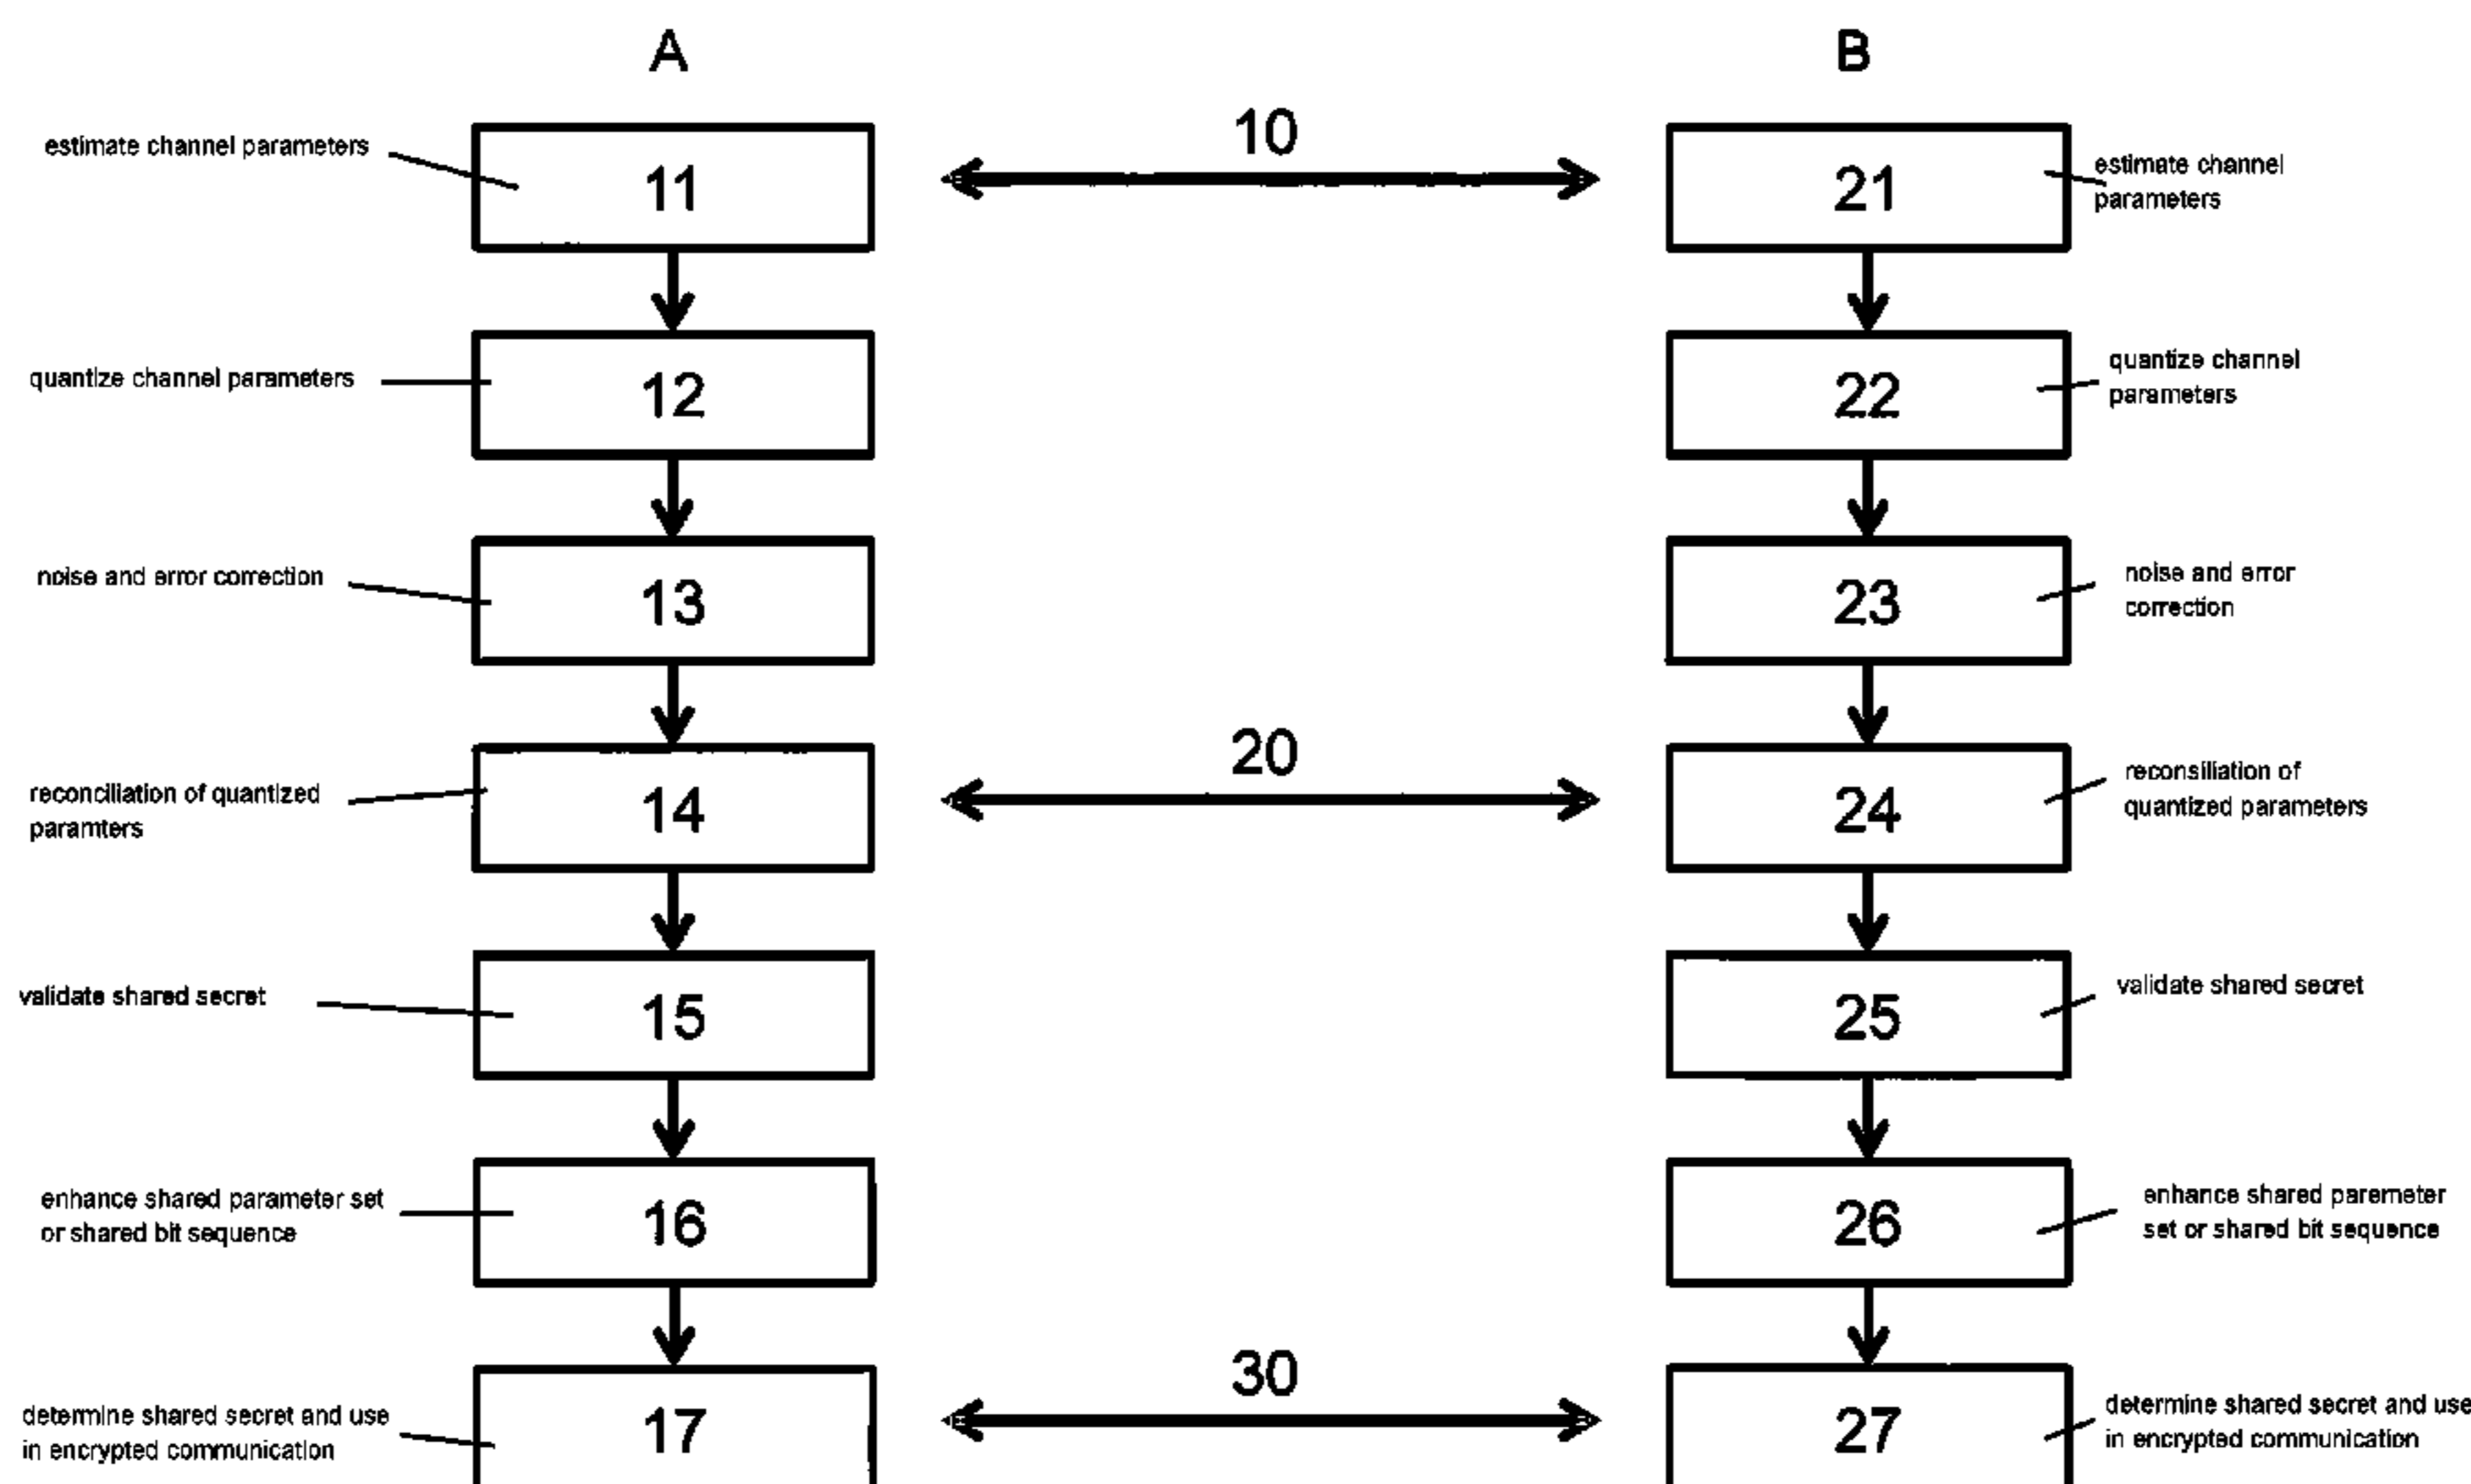 A
B
estimate channel parameters
11
10
21
estimate channel
parameters
quantize channel parameters
12
22
quantize channel
parameters
noise and error correction
13
23
noise and error
correction
reconciliation of quantized
paramters
14
20
24
reconsiliation of
quantized parameters
validate shared secret
15
25
validate shared secret
enhance shared parameter set
or shared bit sequence
16
26
enhance shared paremeter
set or shared bit sequence
determine shared secret and use
in encrypted communication
17
30
27
determine shared secret and use
in encrypted communication